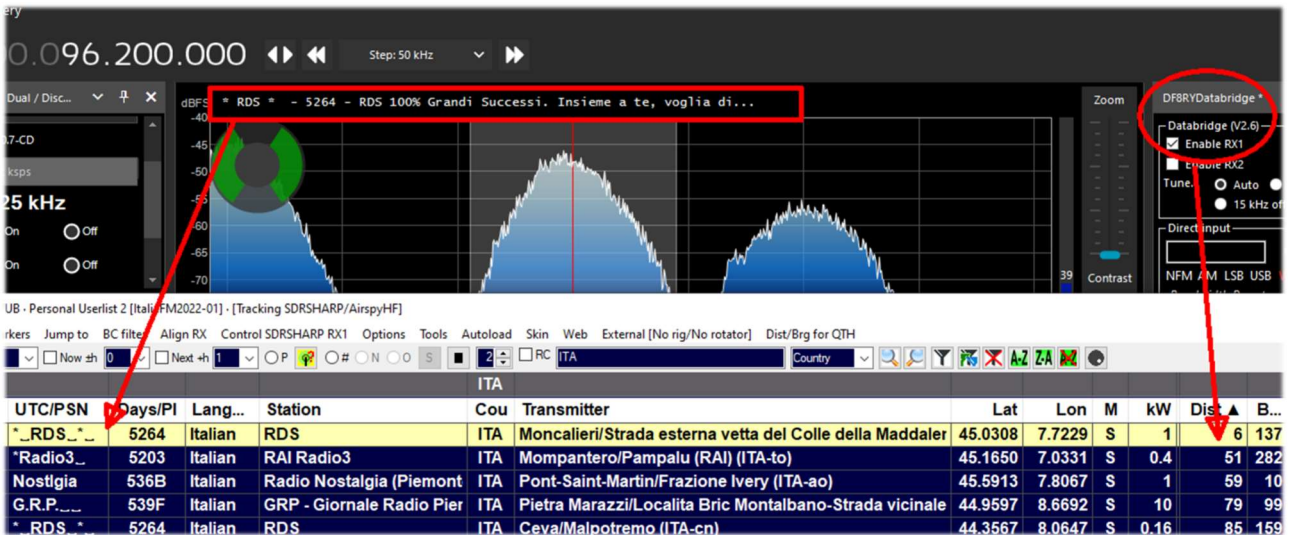 ery
0.096.200.000 Step: 50 kHz
Dual / Disc...
dBFS * RDS * - 5264 - RDS 100% Grandi Successi. Insieme a te, voglia di...
Zoom
DF8RYDatabridge *
-40
Databridge (V2.6)
0.7-CD
-45
Enable RX1
ksps
-50
Enable RX2
-55
Tune. Auto
25 kHz
15 kHz of
On Off
-60
Direct input
-65
On Off
-70
39
Contrast
NFM AM LSB USB
UB - Personal Userlist 2 [ItaliaFM2022-01] - [Tracking SDRSHARP/AirspyHF]
rkers Jump to BC filter Align RX Control SDRSHARP RX1 Options Tools Autoload Skin Web External [No rig/No rotator] Dist/Brg for QTH
Now ±h 0 Next +h 1 P # N O S 2 RC ITA Country A-Z Z-A
ITA
UTC/PSN Days/PI Lang... Station Cou Transmitter Lat Lon M kW Dist ▲ B...
*_RDS_*_ 5264 Italian RDS ITA Moncalieri/Strada esterna vetta del Colle della Maddaler 45.0308 7.7229 S 1 6 137
*Radio3_ 5203 Italian RAI Radio3 ITA Mompantero/Pampalu (RAI) (ITA-to) 45.1650 7.0331 S 0.4 51 282
Nostlgia 536B Italian Radio Nostalgia (Piemont ITA Pont-Saint-Martin/Frazione Ivery (ITA-ao) 45.5913 7.8067 S 1 59 10
G.R.P.__ 539F Italian GRP - Giornale Radio Pier ITA Pietra Marazzi/Localita Bric Montalbano-Strada vicinale 44.9597 8.6692 S 10 79 99
*_RDS_*_ 5264 Italian RDS ITA Ceva/Malpotremo (ITA-cn) 44.3567 8.0647 S 0.16 85 159